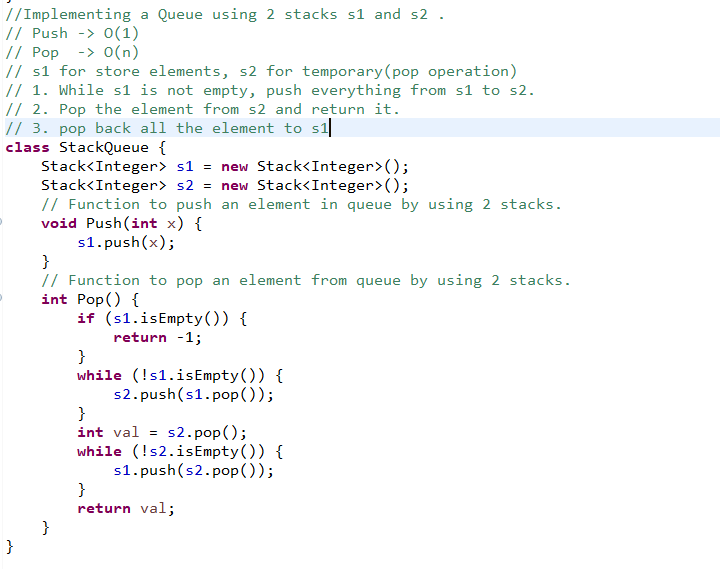 //Implementing a Queue using 2 stacks s1 and s2 .
// Push -> O(1)
// Pop  -> O(n)
// s1 for store elements, s2 for temporary(pop operation)
// 1. While s1 is not empty, push everything from s1 to s2.
// 2. Pop the element from s2 and return it.
// 3. pop back all the element to s1
class StackQueue {
    Stack<Integer> s1 = new Stack<Integer>();
    Stack<Integer> s2 = new Stack<Integer>();
    // Function to push an element in queue by using 2 stacks.
    void Push(int x) {
        s1.push(x);
    }
    // Function to pop an element from queue by using 2 stacks.
    int Pop() {
        if (s1.isEmpty()) {
            return -1;
        }
        while (!s1.isEmpty()) {
            s2.push(s1.pop());
        }
        int val = s2.pop();
        while (!s2.isEmpty()) {
            s1.push(s2.pop());
        }
        return val;
    }
}